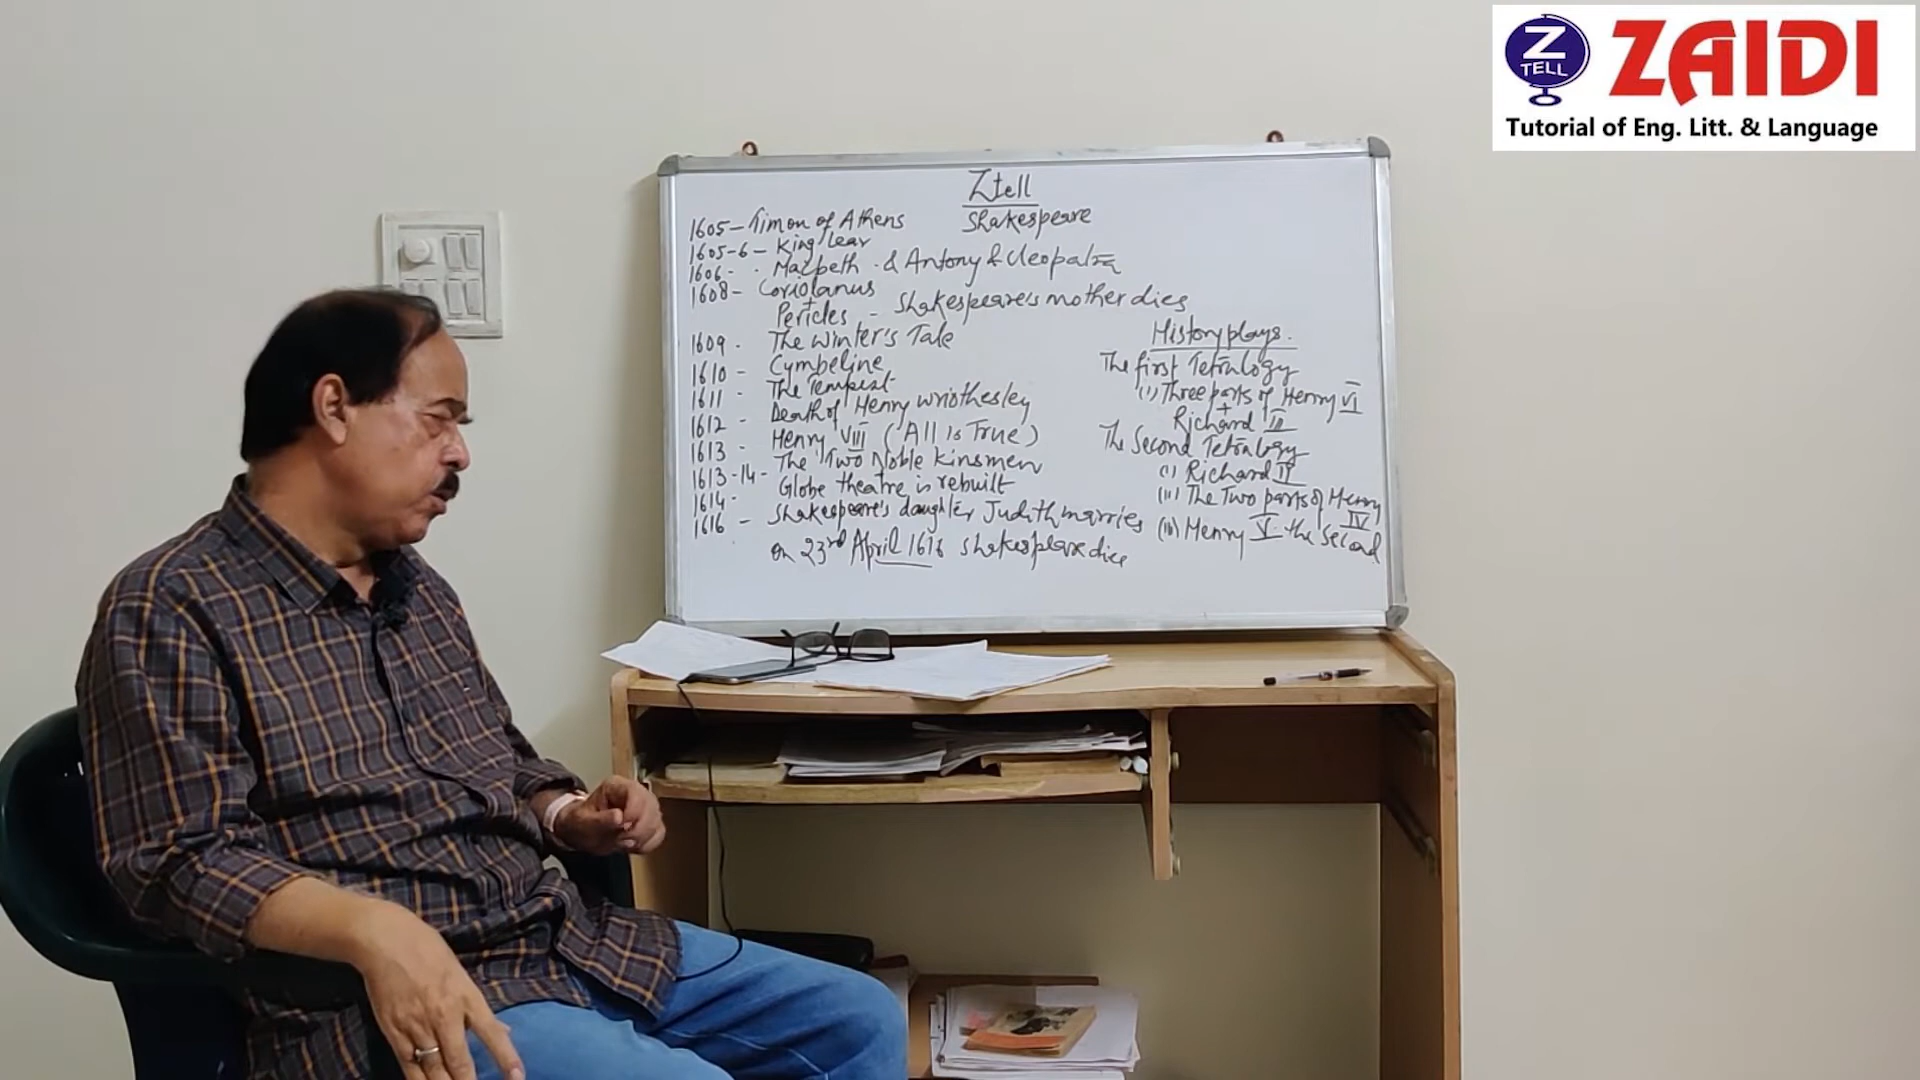 Z
TELL
ZAIDI
Tutorial of Eng. Litt. & Language
Ztell
Shakespeare
1605 - Timon of Athens
1605-6 - King Lear
1606 - Macbeth & Antony & Cleopatra
1608 - Coriolanus
+
Pericles - Shakespeare's mother dies
1609 - The Winter's Tale
1610 - Cymbeline
1611 - The Tempest
1612 - Death of Henry Wriothesley
1613 - Henry VIII (All is True)
1613-14 - The Two Noble Kinsmen
1614 - Globe theatre is rebuilt
1616 - Shakespeare's daughter Judith marries
on 23rd April 1616 Shakespeare dies
History plays.
The first Tetralogy
(i) Three parts of Henry VI
+
Richard III
The Second Tetralogy
(i) Richard II
(ii) The Two parts of Henry
IV
(iii) Henry V. the Second